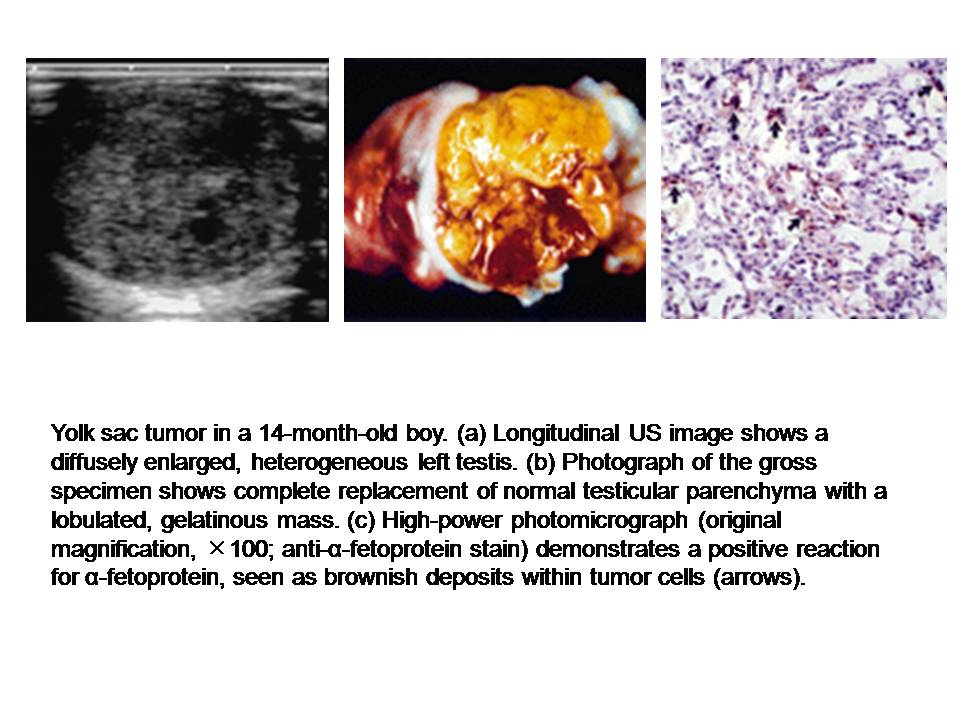 Yolk sac tumor in a 14-month-old boy. (a) Longitudinal US image shows a
diffusely enlarged, heterogeneous left testis. (b) Photograph of the gross
specimen shows complete replacement of normal testicular parenchyma with a
lobulated, gelatinous mass. (c) High-power photomicrograph (original
magnification, ×100; anti-α-fetoprotein stain) demonstrates a positive reaction
for α-fetoprotein, seen as brownish deposits within tumor cells (arrows).